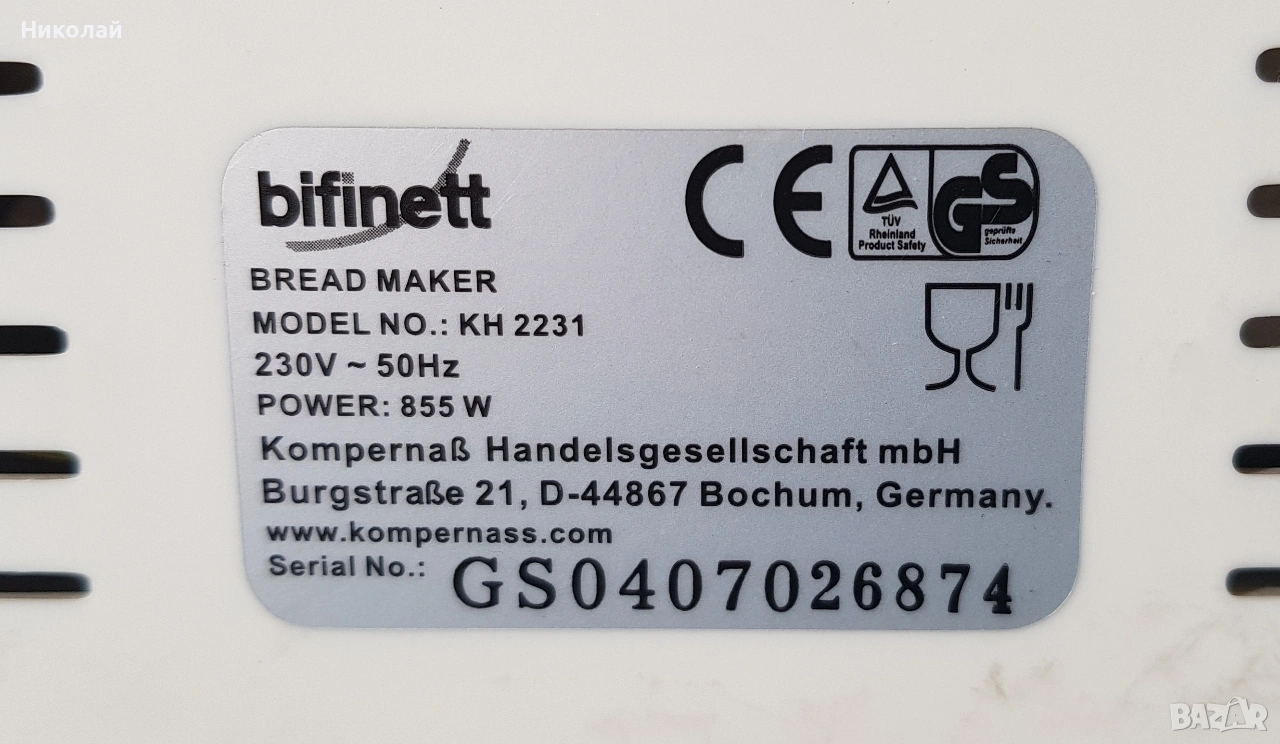 Николай
bifinett
CE
TÜV
Rheinland
Product Safety
GS
geprüfte
Sicherheit
BREAD MAKER
MODEL NO.: KH 2231
230V ~ 50Hz
POWER: 855 W
Kompernaß Handelsgesellschaft mbH
Burgstraße 21, D-44867 Bochum, Germany.
www.kompernass.com
Serial No.: GS0407026874
BAZAR